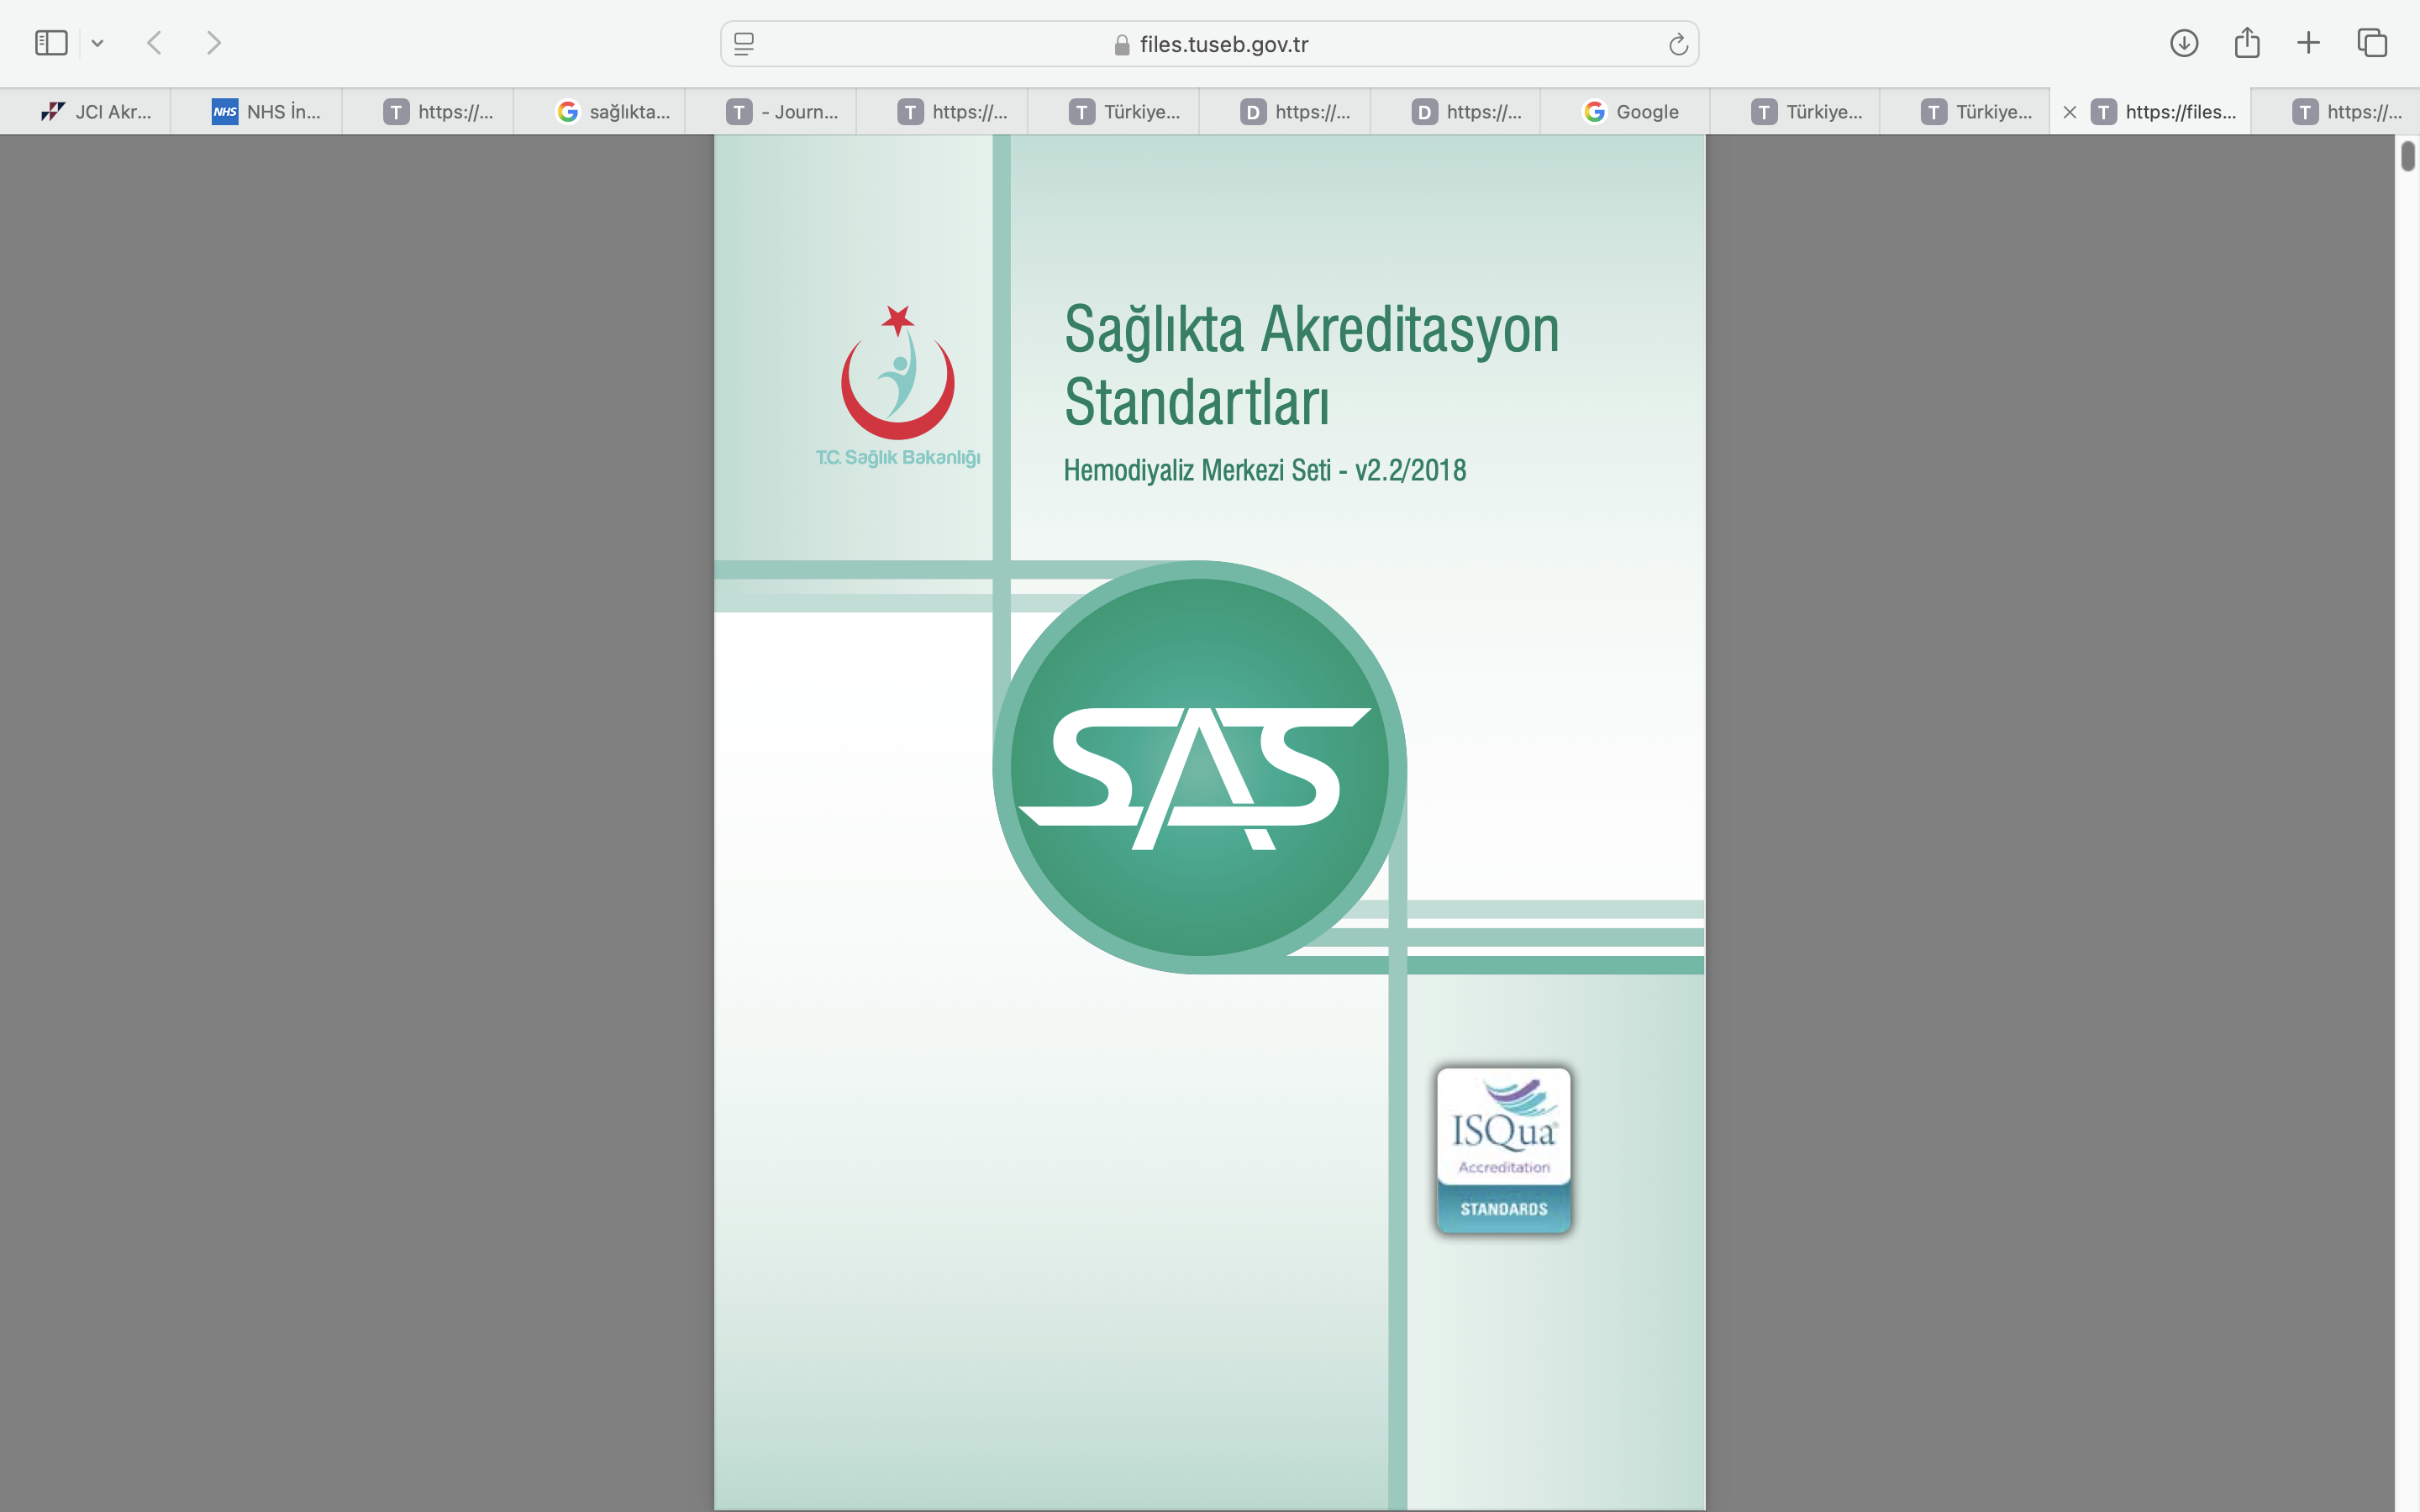 files.tuseb.gov.tr
JCI Akr...
NHS İn...
https://...
sağlıkta...
- Journ...
https://...
Türkiye...
https://...
https://...
Google
Türkiye...
Türkiye...
https://files...
https://...
Sağlıkta Akreditasyon
Standartları
T.C. Sağlık Bakanlığı
Hemodiyaliz Merkezi Seti - v2.2/2018
SAS
ISQua
Accreditation
STANDARDS